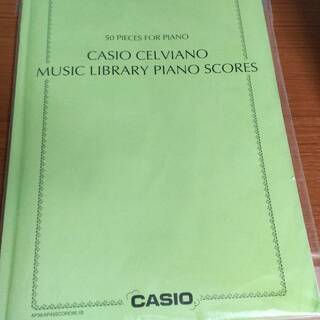 50 PIECES FOR PIANO
CASIO CELVIANO
MUSIC LIBRARY PIANO SCORES
CASIO